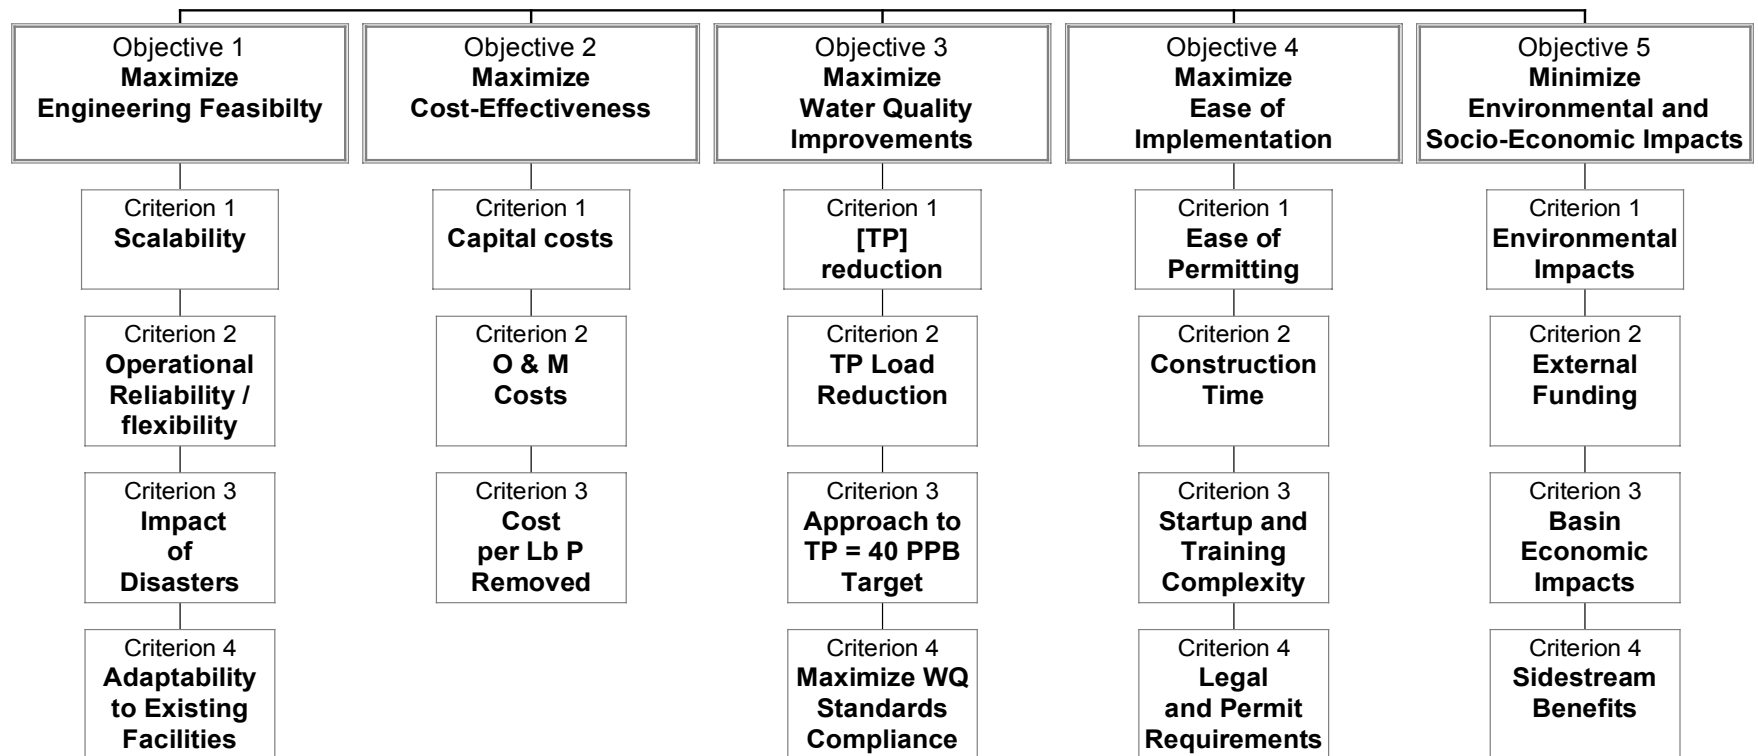 Objective 1
Maximize
Engineering Feasibilty
Criterion 1
Scalability
Criterion 2
Operational
Reliability /
flexibility
Criterion 3
Impact
of
Disasters
Criterion 4
Adaptability
to Existing
Facilities
Objective 2
Maximize
Cost-Effectiveness
Criterion 1
Capital costs
Criterion 2
O & M
Costs
Criterion 3
Cost
per Lb P
Removed
Objective 3
Maximize
Water Quality
Improvements
Criterion 1
[TP]
reduction
Criterion 2
TP Load
Reduction
Criterion 3
Approach to
TP = 40 PPB
Target
Criterion 4
Maximize WQ
Standards
Compliance
Objective 4
Maximize
Ease of
Implementation
Criterion 1
Ease of
Permitting
Criterion 2
Construction
Time
Criterion 3
Startup and
Training
Complexity
Criterion 4
Legal
and Permit
Requirements
Objective 5
Minimize
Environmental and
Socio-Economic Impacts
Criterion 1
Environmental
Impacts
Criterion 2
External
Funding
Criterion 3
Basin
Economic
Impacts
Criterion 4
Sidestream
Benefits